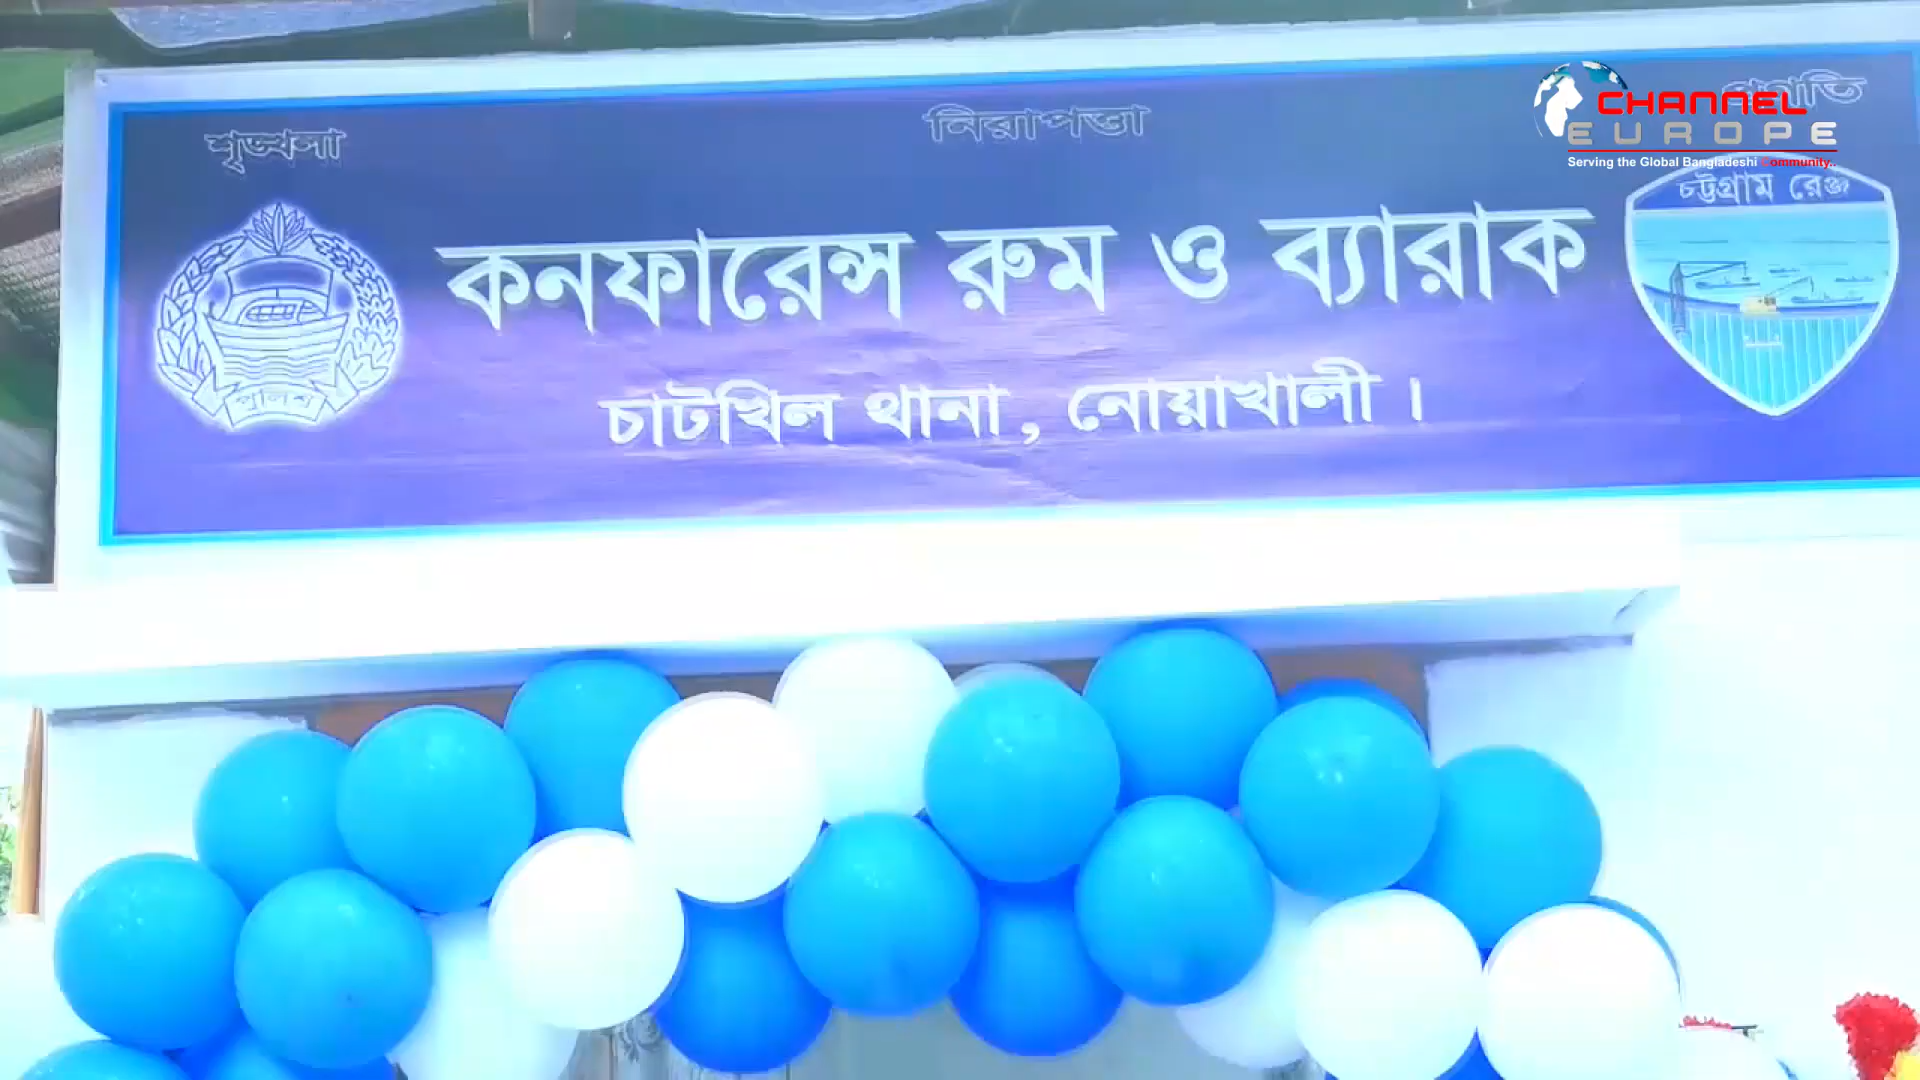 শৃঙ্খলা
নিরাপত্তা
CHANNEL
EUROPE
Serving the Global Bangladeshi Community..
চট্টগ্রাম রেঞ্জ
কনফারেন্স রুম ও ব্যারাক
চাটখিল থানা, নোয়াখালী।
পুলিশ